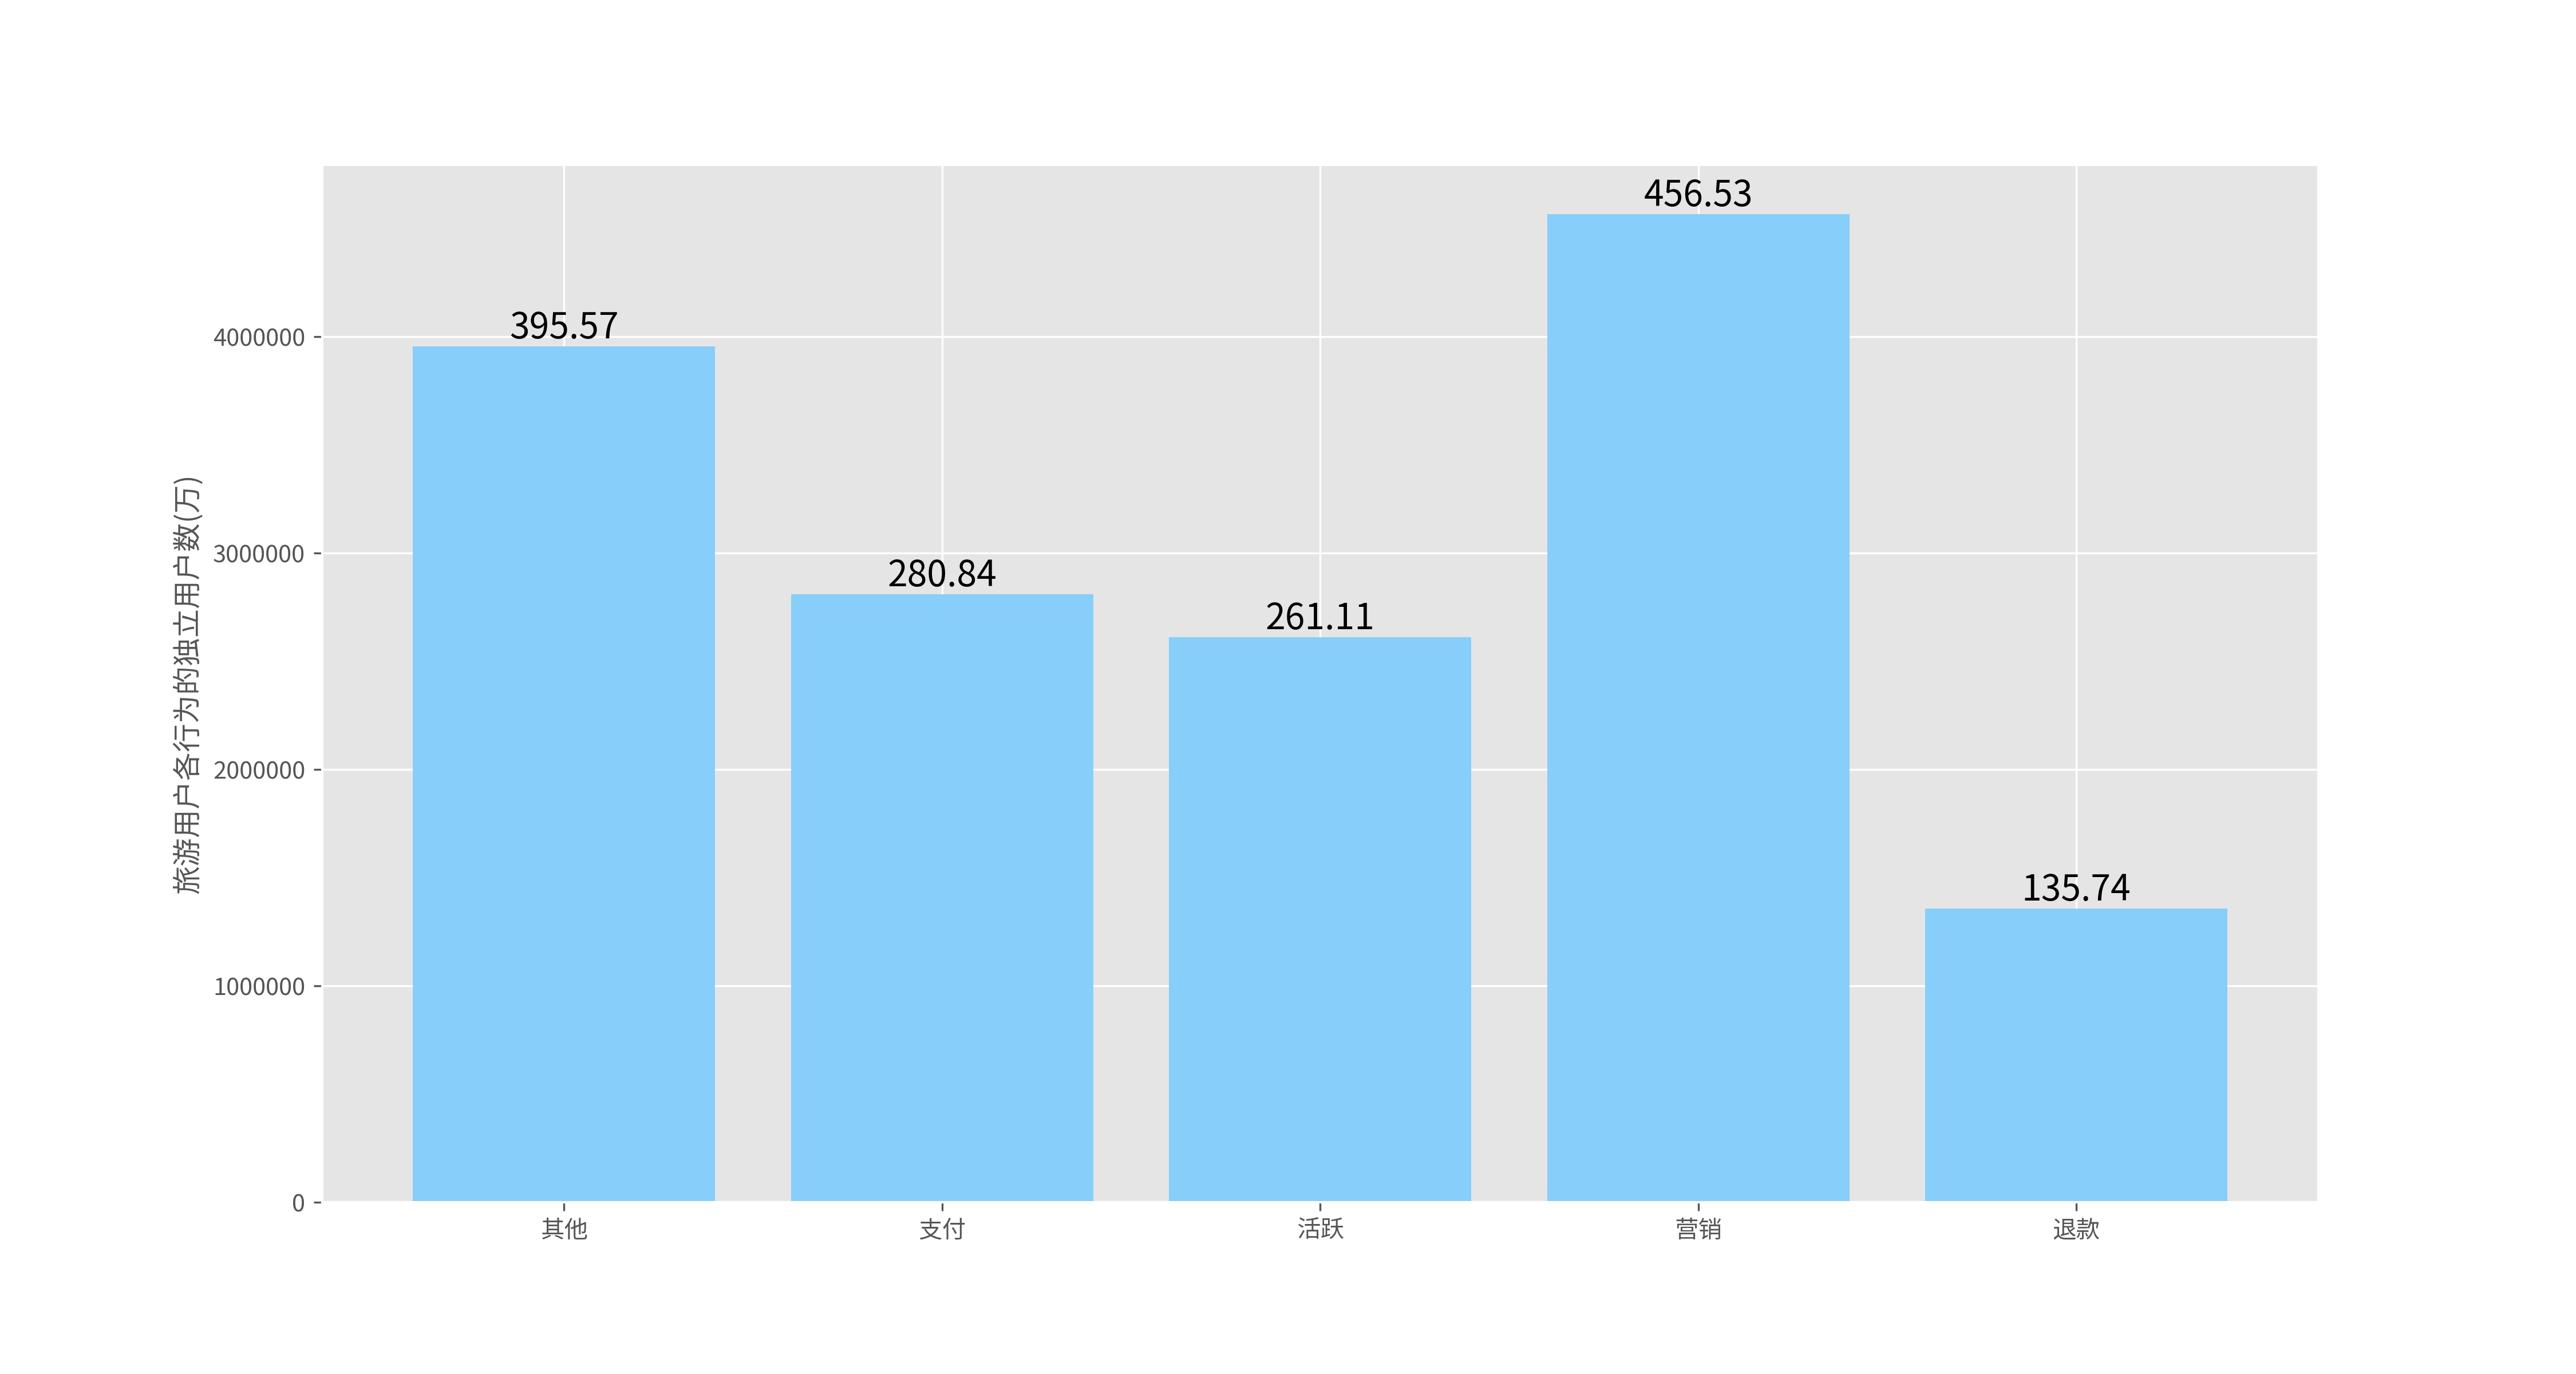 旅游用户各行为的独立用户数(万)
4000000
3000000
2000000
1000000
0
395.57
280.84
261.11
456.53
135.74
其他
支付
活跃
营销
退款